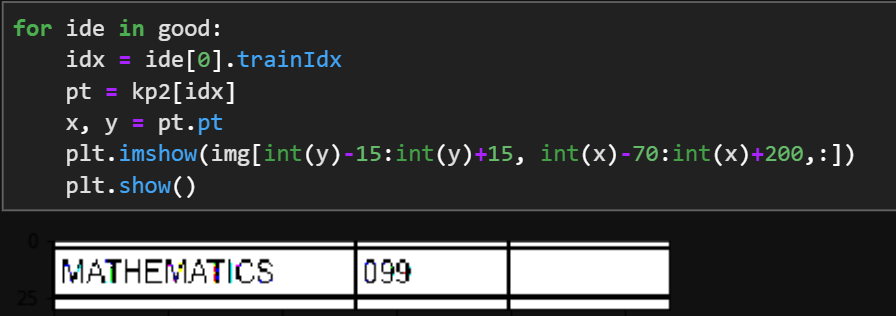 for ide in good:
    idx = ide[0].trainIdx
    pt = kp2[idx]
    x, y = pt.pt
    plt.imshow(img[int(y)-15:int(y)+15, int(x)-70:int(x)+200,:])
    plt.show()
0
MATHEMATICS 099
25